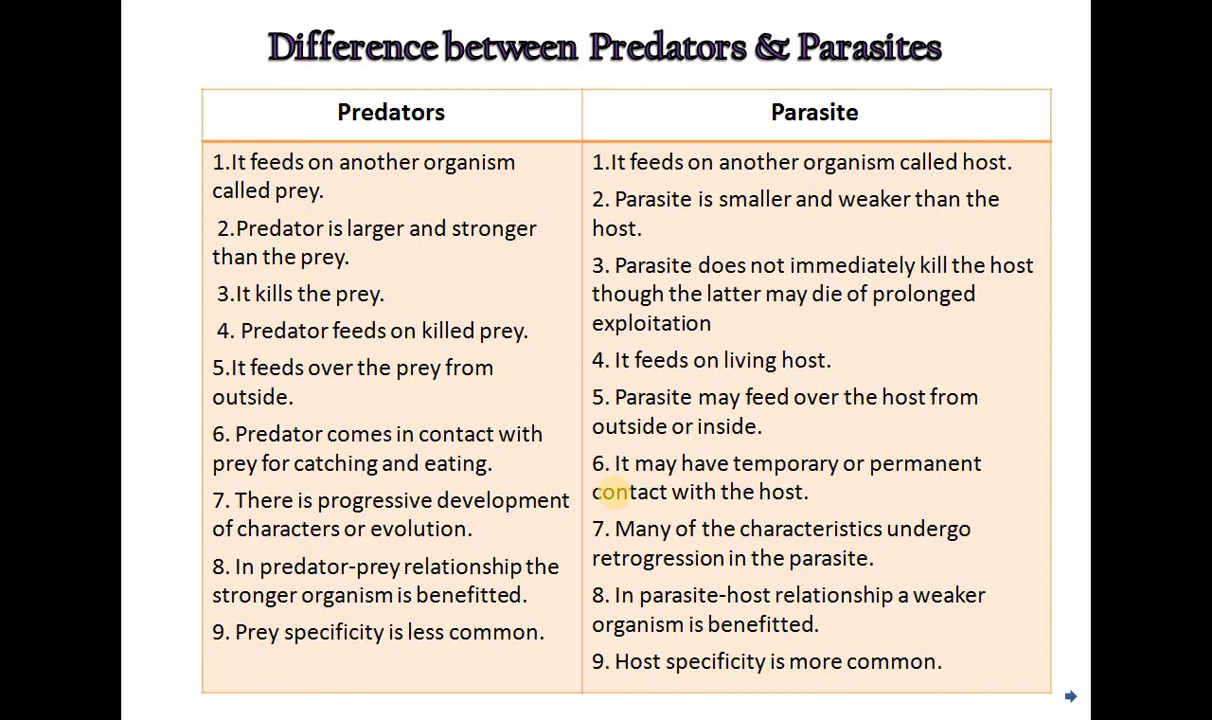 Difference between Predators & Parasites
Predators
1.It feeds on another organism
called prey.
2.Predator is larger and stronger
than the prey.
3.It kills the prey.
4. Predator feeds on killed prey.
5.It feeds over the prey from
outside.
6. Predator comes in contact with
prey for catching and eating.
7. There is progressive development
of characters or evolution.
8. In predator-prey relationship the
stronger organism is benefitted.
9. Prey specificity is less common.
Parasite
1.It feeds on another organism called host.
2. Parasite is smaller and weaker than the
host.
3. Parasite does not immediately kill the host
though the latter may die of prolonged
exploitation
4. It feeds on living host.
5. Parasite may feed over the host from
outside or inside.
6. It may have temporary or permanent
contact with the host.
7. Many of the characteristics undergo
retrogression in the parasite.
8. In parasite-host relationship a weaker
organism is benefitted.
9. Host specificity is more common.